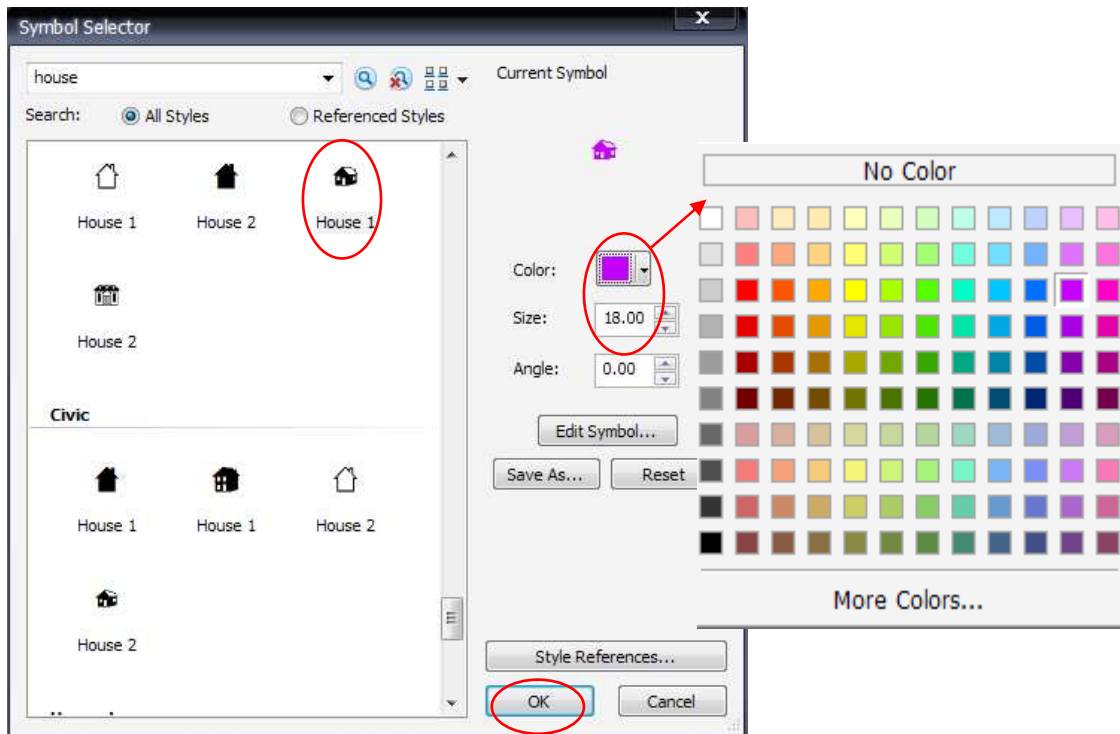 Symbol Selector
x
house
Current Symbol
Search:
All Styles
Referenced Styles
House 1
House 2
House 1
House 2
Civic
House 1
House 1
House 2
House 2
Color:
Size:
18.00
Angle:
0.00
Edit Symbol...
Save As...
Reset
Style References...
OK
Cancel
No Color
More Colors...